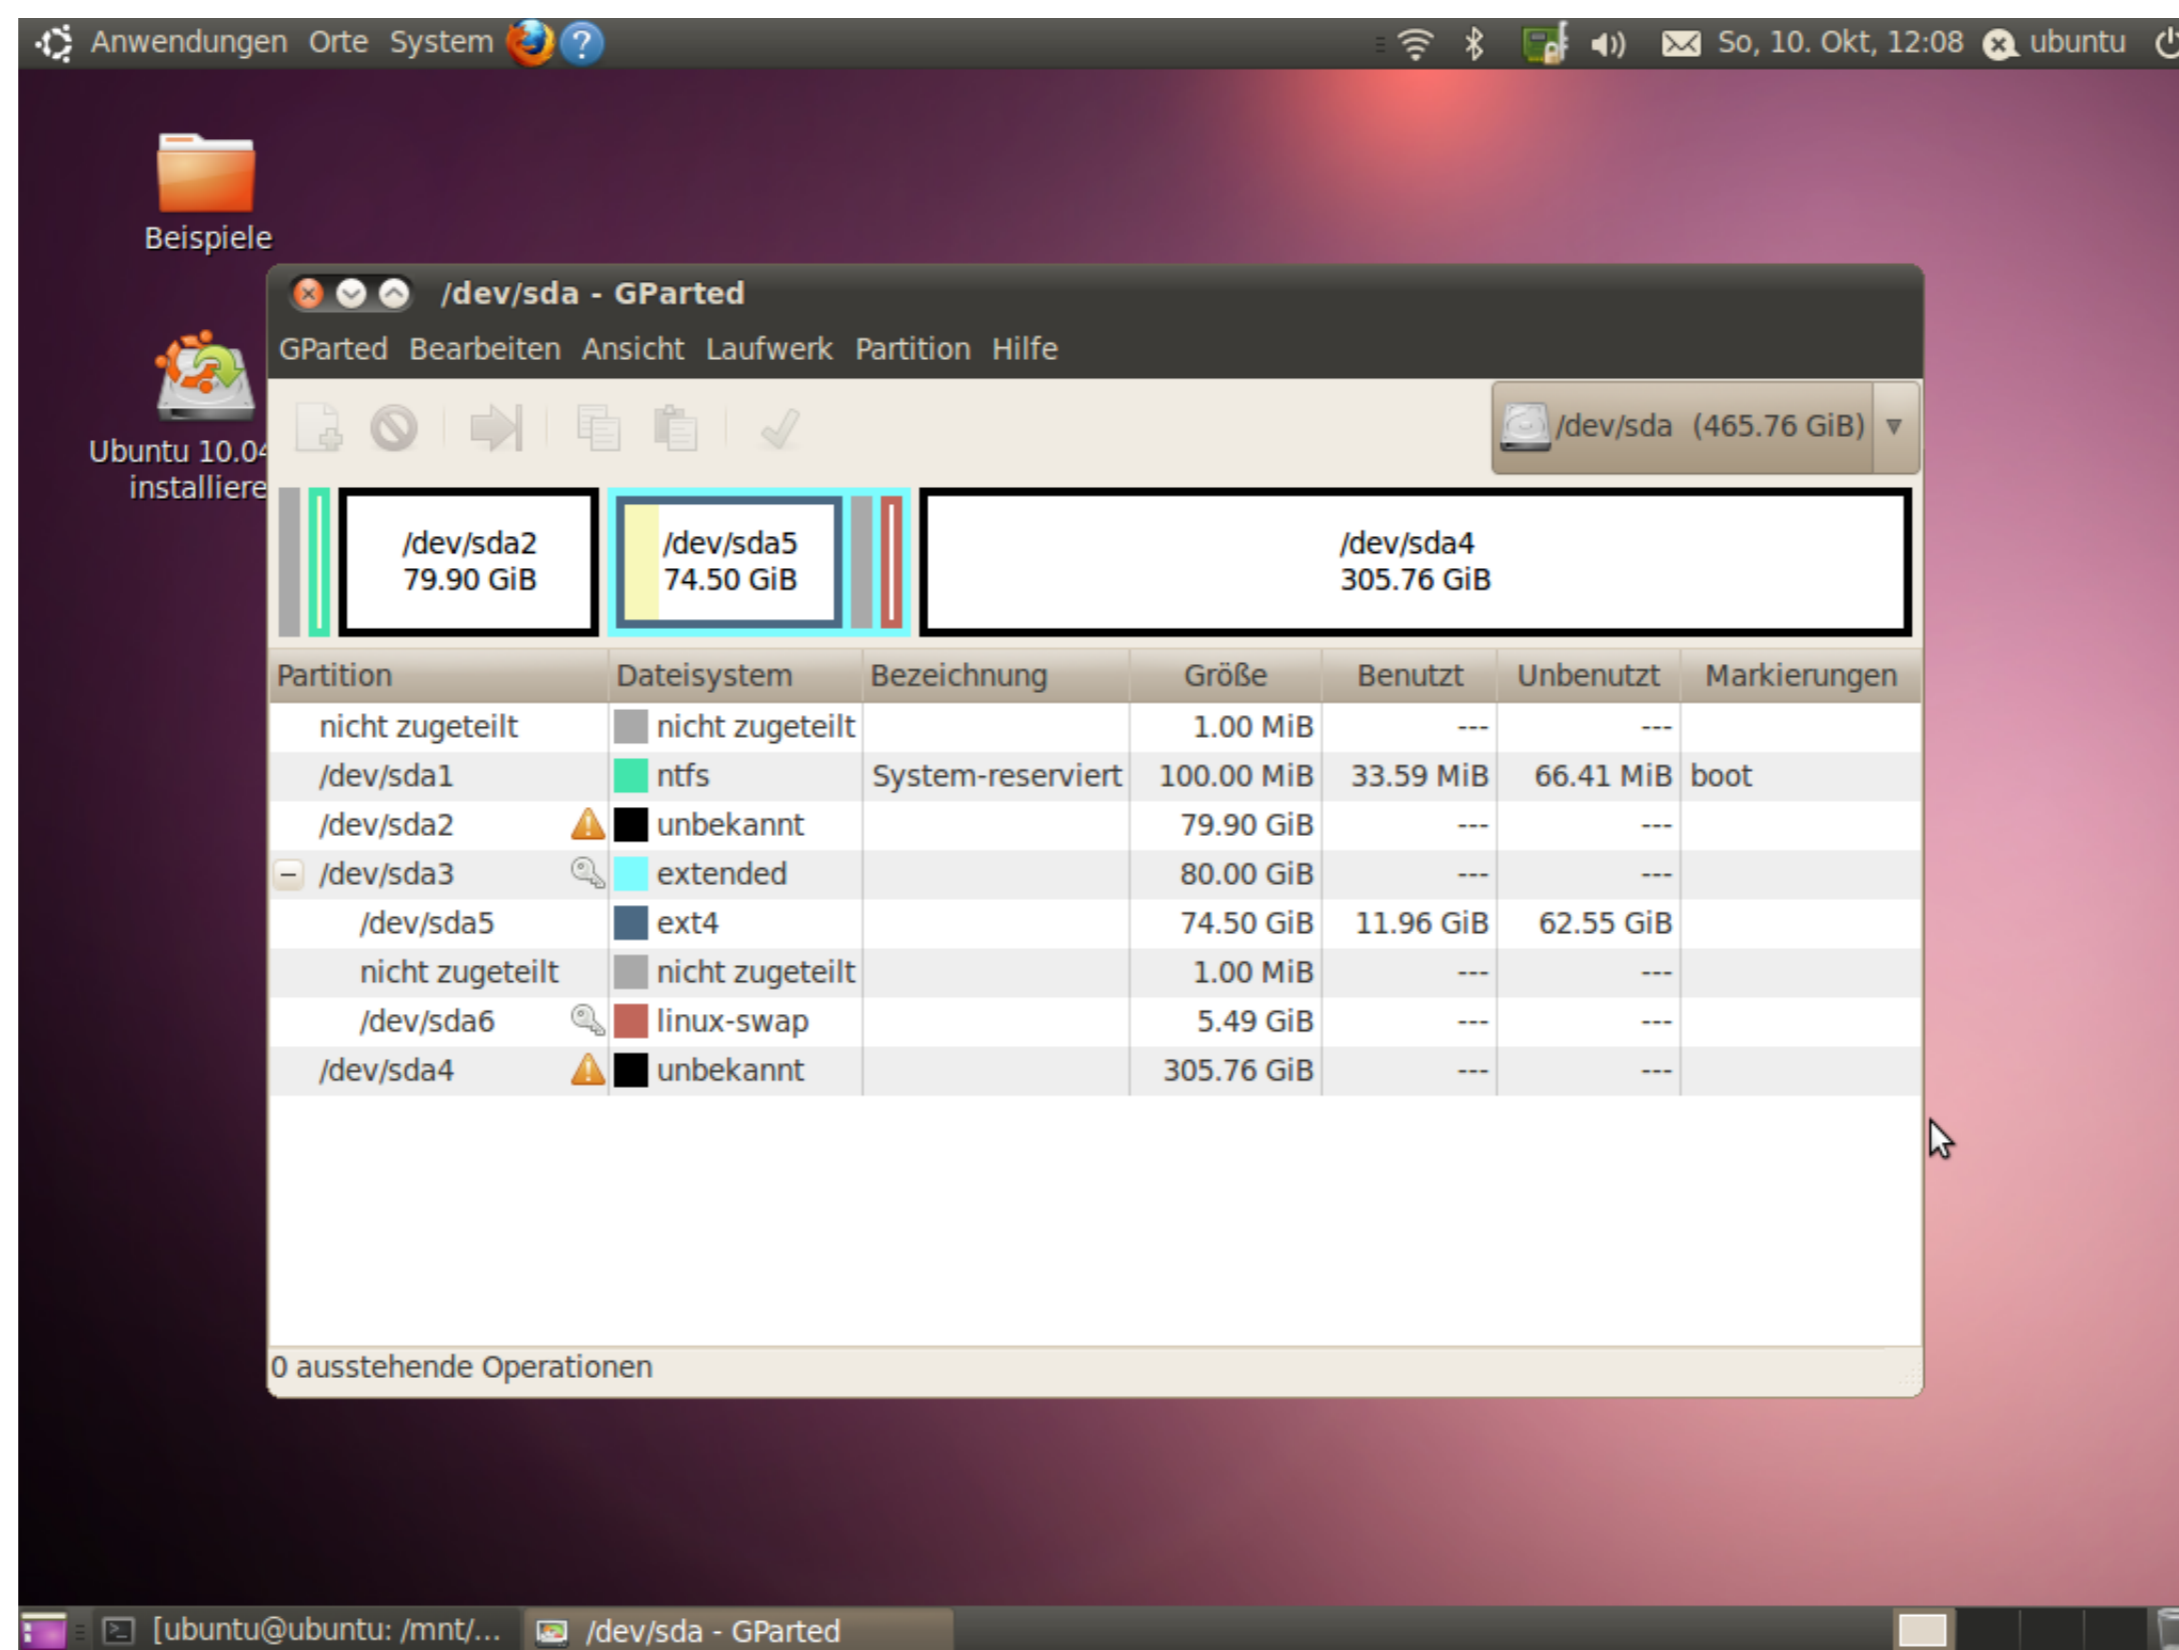 Anwendungen Orte System So, 10. Okt, 12:08 ubuntu
Beispiele
Ubuntu 10.04
installiere
/dev/sda - GParted
GParted Bearbeiten Ansicht Laufwerk Partition Hilfe
/dev/sda (465.76 GiB)
/dev/sda2
79.90 GiB
/dev/sda5
74.50 GiB
/dev/sda4
305.76 GiB
Partition Dateisystem Bezeichnung Größe Benutzt Unbenutzt Markierungen
nicht zugeteilt nicht zugeteilt 1.00 MiB --- ---
/dev/sda1 ntfs System-reserviert 100.00 MiB 33.59 MiB 66.41 MiB boot
/dev/sda2 unbekannt 79.90 GiB --- ---
/dev/sda3 extended 80.00 GiB --- ---
/dev/sda5 ext4 74.50 GiB 11.96 GiB 62.55 GiB
nicht zugeteilt nicht zugeteilt 1.00 MiB --- ---
/dev/sda6 linux-swap 5.49 GiB --- ---
/dev/sda4 unbekannt 305.76 GiB --- ---
0 ausstehende Operationen
[ubuntu@ubuntu: /mnt/... /dev/sda - GParted